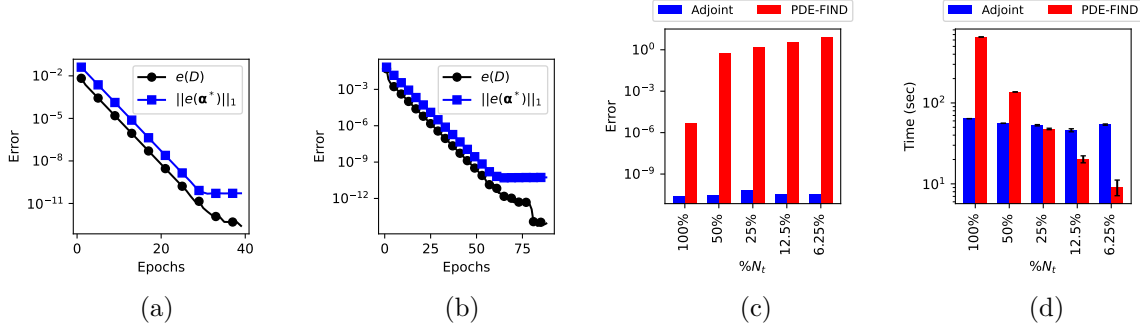 Error
10^{-2}
10^{-5}
10^{-8}
10^{-11}
e(D)
||e(α*)||_1
0
20
40
Epochs
(a)
Error
10^{-3}
10^{-6}
10^{-10}
10^{-12}
e(D)
||e(α*)||_1
0
25
50
75
Epochs
(b)
Adjoint
PDE-FIND
Error
10^0
10^{-3}
10^{-6}
10^{-9}
100%
50%
25%
12.5%
6.25%
%N_t
(c)
Adjoint
PDE-FIND
Time (sec)
10^2
10^1
100%
50%
25%
12.5%
6.25%
%N_t
(d)